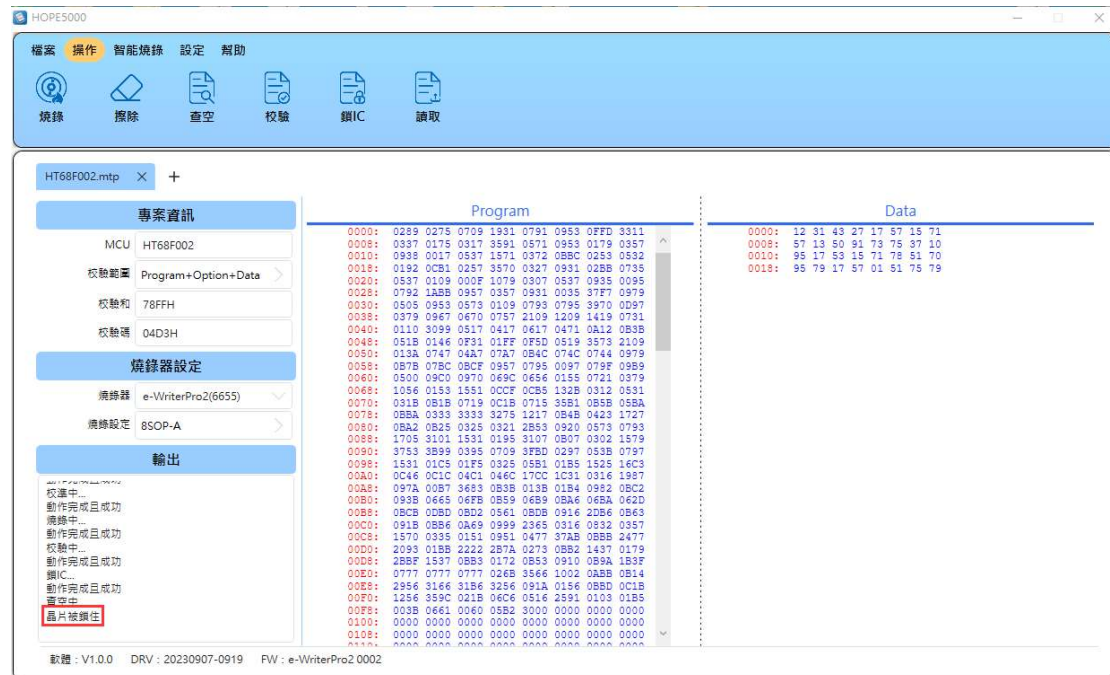 HOPE5000
檔案 操作 智能燒錄 設定 幫助
燒錄 擦除 查空 校驗 鎖IC 讀取
HT68F002.mtp × +
專案資訊
MCU HT68F002
校驗範圍 Program+Option+Data
校驗和 78FFH
校驗碼 04D3H
燒錄器設定
燒錄器 e-WriterPro2(6655)
燒錄設定 8SOP-A
輸出
校準中...
動作完成且成功
燒錄中...
動作完成且成功
校驗中...
動作完成且成功
鎖IC...
動作完成且成功
查空中...
晶片被鎖住
Program
0000: 0289 0275 0709 1931 0791 0953 0FFD 3311
0008: 0337 0175 0317 3591 0571 0953 0179 0357
0010: 0938 0017 0537 1571 0372 0BBC 0253 0532
0018: 0192 0CB1 0257 3570 0327 0931 02BB 0735
0020: 0537 0109 000F 1079 0307 0537 0935 0095
0028: 0792 1ABB 0957 0357 0931 0035 37F7 0979
0030: 0505 0953 0573 0109 0793 0795 3970 0D97
0038: 0379 0967 0670 0757 2109 1209 1419 0731
0040: 0110 3099 0517 0417 0617 0471 0A12 0B3B
0048: 051B 0146 0F31 01FF 0F5D 0519 3573 2109
0050: 013A 0747 04A7 07A7 0B4C 074C 0744 0979
0058: 0B7B 07BC 0BCF 0957 0795 0097 079F 09B9
0060: 0500 09C0 0970 069C 0656 0155 0721 0379
0068: 1056 0153 1551 0CCF 0CB5 132B 0312 0531
0070: 031B 0B1B 0719 0C1B 0715 35B1 0B5B 05BA
0078: 0BBA 0333 3333 3275 1217 0B4B 0423 1727
0080: 0BA2 0B25 0325 0321 2B53 0920 0573 0793
0088: 1705 3101 1531 0195 3107 0B07 0302 1579
0090: 3753 3B99 0395 0709 3FBD 0297 053B 0797
0098: 1531 01C5 01F5 0325 05B1 01B5 1525 16C3
00A0: 0C46 0C1C 04C1 046C 17CC 1C31 0316 1987
00A8: 097A 00B7 3683 0B3B 013B 01B4 0982 0BC2
00B0: 093B 0665 06FB 0B59 06B9 0BA6 06BA 062D
00B8: 0BCB 0DBD 0BD2 0561 0BDB 0916 2DB6 0B63
00C0: 091B 0BB6 0A69 0999 2365 0316 0832 0357
00C8: 1570 0335 0151 0951 0477 37AB 0BBB 2477
00D0: 2093 01BB 2222 2B7A 0273 0BB2 1437 0179
00D8: 2BBF 1537 0BB3 0172 0B53 0910 0B9A 1B3F
00E0: 0777 0777 0777 026B 3566 1002 0ABB 0B14
00E8: 2956 3166 31B6 3256 091A 0156 0BBD 0C1B
00F0: 1256 359C 021B 06C6 0516 2591 0103 01B5
00F8: 003B 0661 0060 05B2 3000 0000 0000 0000
0100: 0000 0000 0000 0000 0000 0000 0000 0000
0108: 0000 0000 0000 0000 0000 0000 0000 0000
Data
0000: 12 31 43 27 17 57 15 71
0008: 57 13 50 91 73 75 37 10
0010: 95 17 53 15 71 78 51 70
0018: 95 79 17 57 01 51 75 79
軟體：V1.0.0 DRV：20230907-0919 FW：e-WriterPro2 0002